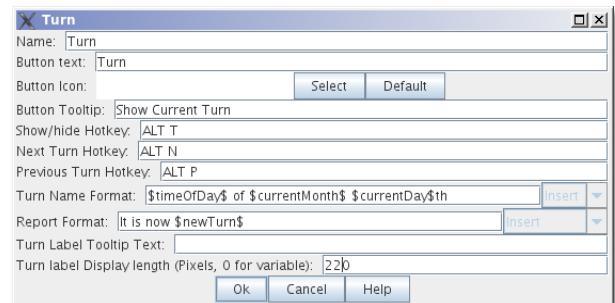 Turn
Name: Turn
Button text: Turn
Button Icon: Select Default
Button Tooltip: Show Current Turn
Show/hide Hotkey: ALT T
Next Turn Hotkey: ALT N
Previous Turn Hotkey: ALT P
Turn Name Format: $timeOfDay$ of $currentMonth$ $currentDay$th Insert
Report Format: It is now $newTurn$ Insert
Turn Label Tooltip Text:
Turn label Display length (Pixels, 0 for variable): 220
Ok Cancel Help